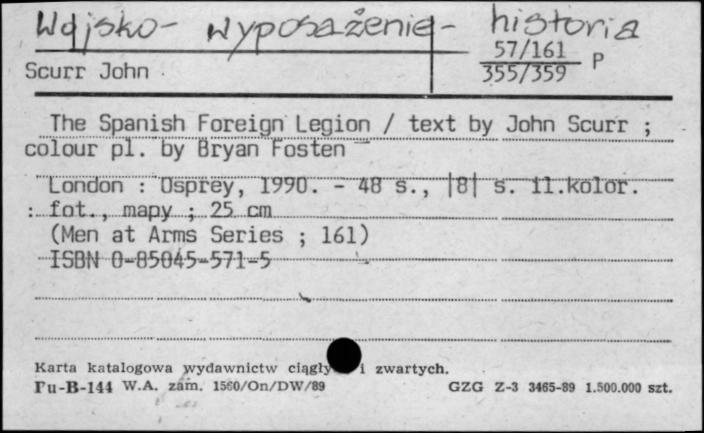 Wojsko - wyposażenie - historia
57/161 P
Scurr John 355/359
The Spanish Foreign Legion / text by John Scurr ;
colour pl. by Bryan Fosten
London : Osprey, 1990. - 48 s., |8| s. il.kolor.
: fot., mapy ; 25 cm
(Men at Arms Series ; 161)
ISBN 0-85045-571-5
Karta katalogowa wydawnictw ciągły i zwartych.
Pu-B-144 W.A. zam. 1560/On/DW/89 GZG Z-3 3465-89 1.500.000 szt.